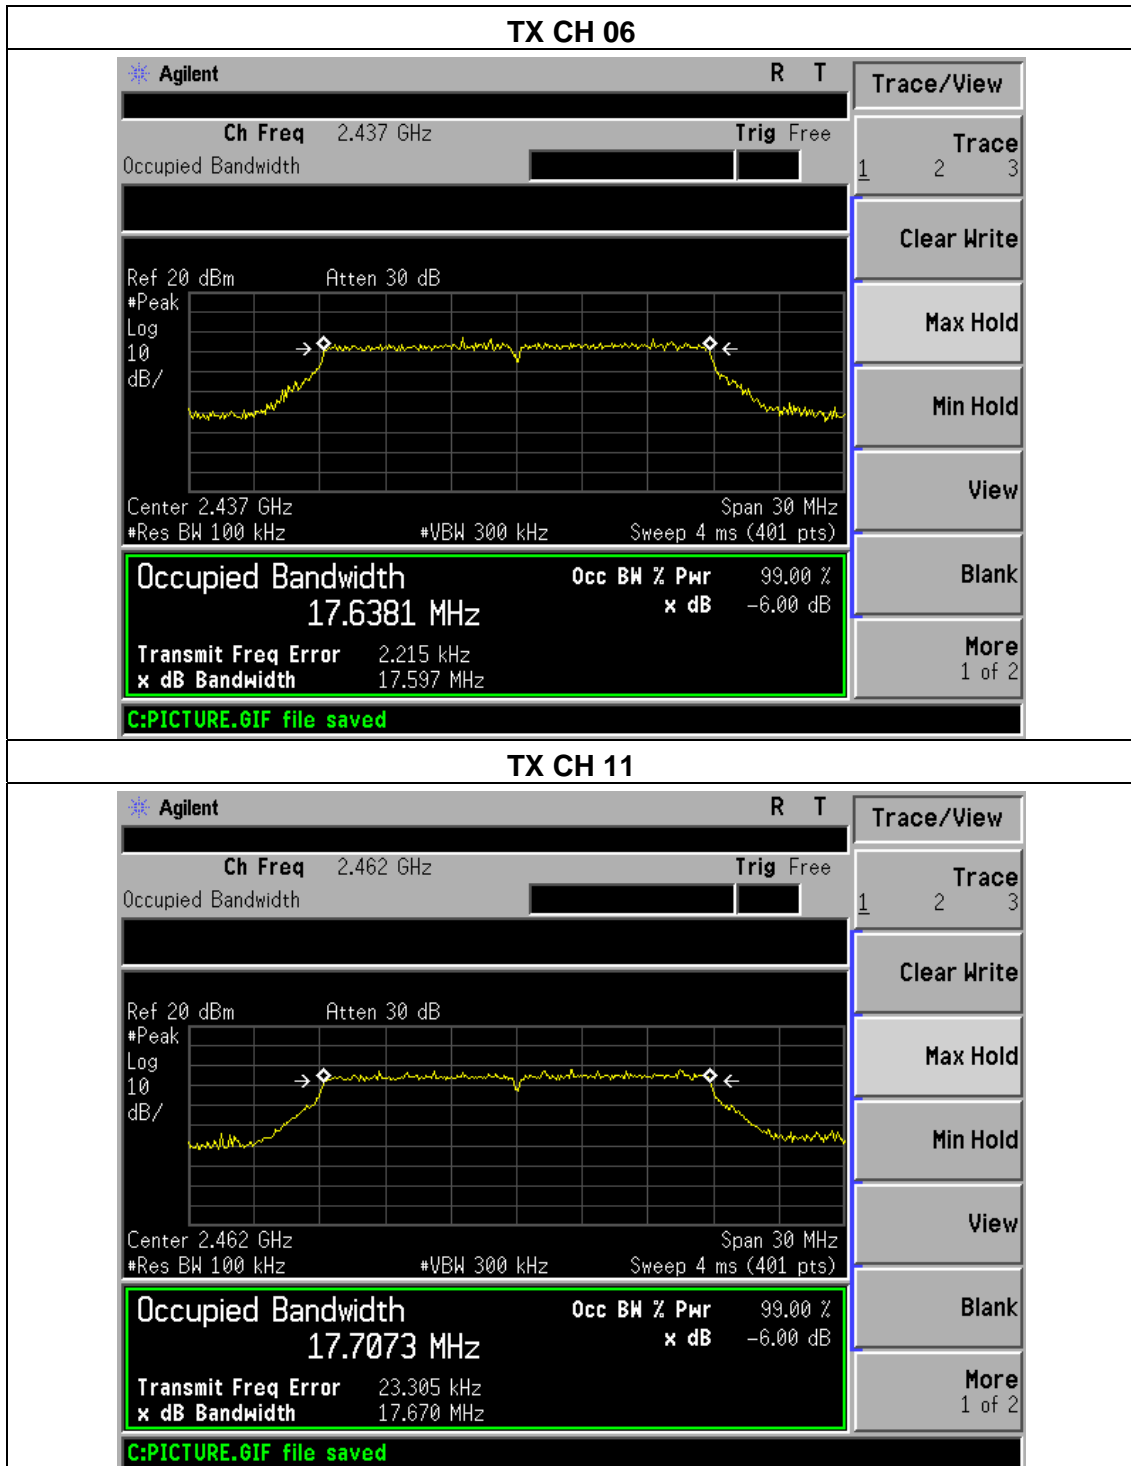 TX CH 06
Agilent R T
Trace/View
Ch Freq 2.437 GHz Trig Free
Occupied Bandwidth
Trace
1 2 3
Clear Write
Max Hold
Min Hold
View
Blank
More
1 of 2
Ref 20 dBm Atten 30 dB
#Peak
Log
10
dB/
Center 2.437 GHz Span 30 MHz
#Res BW 100 kHz #VBW 300 kHz Sweep 4 ms (401 pts)
Occupied Bandwidth Occ BW % Pwr 99.00 %
17.6381 MHz x dB -6.00 dB
Transmit Freq Error 2.215 kHz
x dB Bandwidth 17.597 MHz
C:PICTURE.GIF file saved
TX CH 11
Agilent R T
Trace/View
Ch Freq 2.462 GHz Trig Free
Occupied Bandwidth
Trace
1 2 3
Clear Write
Max Hold
Min Hold
View
Blank
More
1 of 2
Ref 20 dBm Atten 30 dB
#Peak
Log
10
dB/
Center 2.462 GHz Span 30 MHz
#Res BW 100 kHz #VBW 300 kHz Sweep 4 ms (401 pts)
Occupied Bandwidth Occ BW % Pwr 99.00 %
17.7073 MHz x dB -6.00 dB
Transmit Freq Error 23.305 kHz
x dB Bandwidth 17.670 MHz
C:PICTURE.GIF file saved